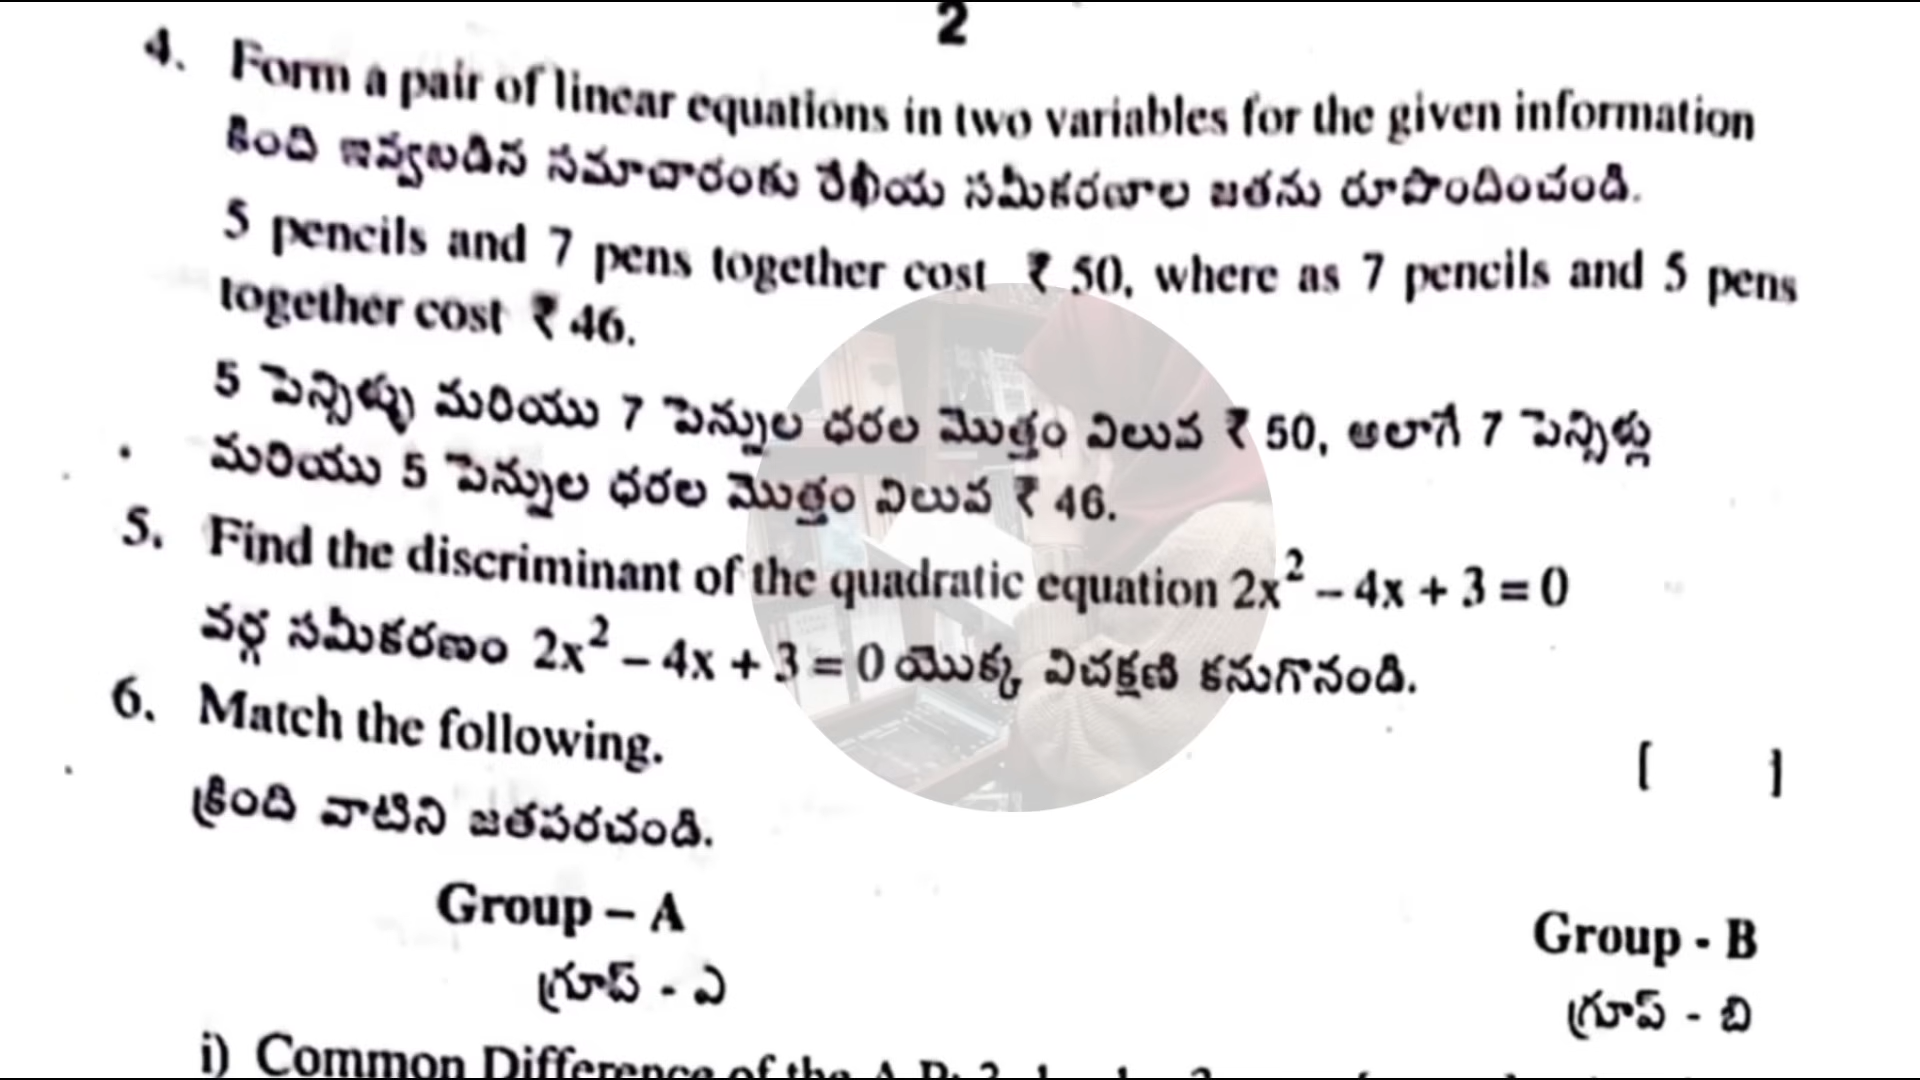 2
4. Form a pair of linear equations in two variables for the given information
కింది ఇవ్వబడిన సమాచారంకు రేఖీయ సమీకరణాల జతను రూపొందించండి.
5 pencils and 7 pens together cost ₹ 50, where as 7 pencils and 5 pens
together cost ₹ 46.
5 పెన్సిళ్ళు మరియు 7 పెన్నుల ధరల మొత్తం విలువ ₹ 50, అలాగే 7 పెన్సిళ్లు
మరియు 5 పెన్నుల ధరల మొత్తం విలువ ₹ 46.
5. Find the discriminant of the quadratic equation 2x² – 4x + 3 = 0
వర్గ సమీకరణం 2x² – 4x + 3 = 0 యొక్క విచక్షణి కనుగొనండి.
6. Match the following. [ ]
క్రింది వాటిని జతపరచండి.
Group – A Group - B
గ్రూప్ - ఎ గ్రూప్ - బి
i) Common Difference of the A.P.